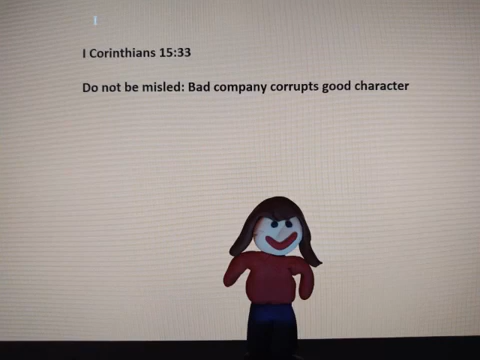 I Corinthians 15:33
Do not be misled: Bad company corrupts good character